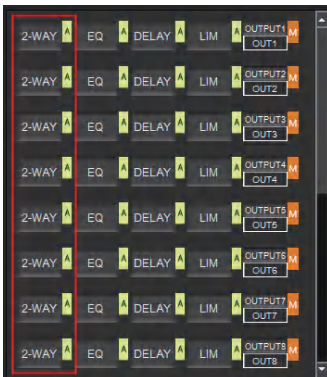 2-WAY A EQ A DELAY A LIM A OUTPUT1 M
OUT1
2-WAY A EQ A DELAY A LIM A OUTPUT2 M
OUT2
2-WAY A EQ A DELAY A LIM A OUTPUT3 M
OUT3
2-WAY A EQ A DELAY A LIM A OUTPUT4 M
OUT4
2-WAY A EQ A DELAY A LIM A OUTPUT5 M
OUT5
2-WAY A EQ A DELAY A LIM A OUTPUT6 M
OUT6
2-WAY A EQ A DELAY A LIM A OUTPUT7 M
OUT7
2-WAY A EQ A DELAY A LIM A OUTPUT8 M
OUT8